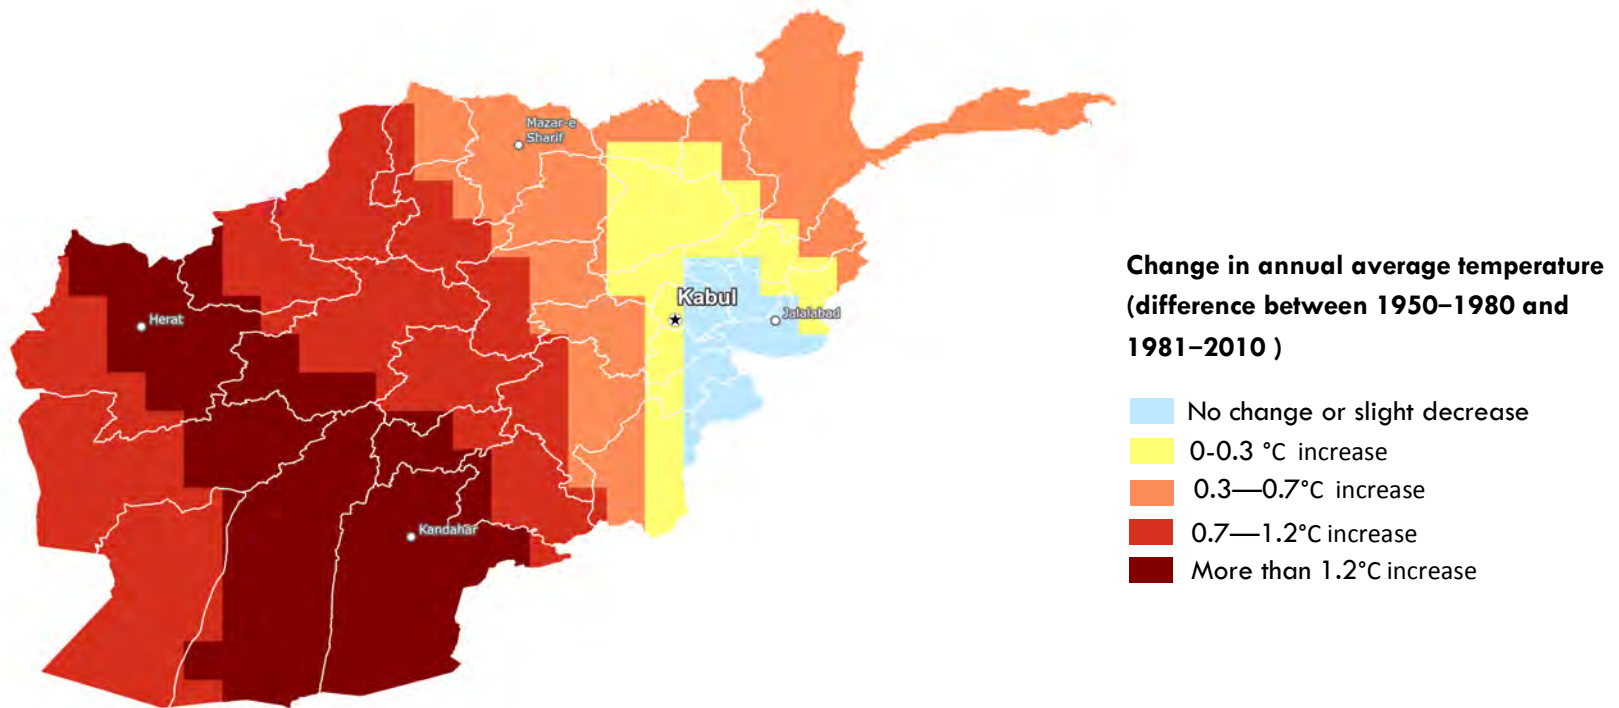 Mazar-e
Sharif
Kabul
Jalalabad
Herat
Kandahar
Change in annual average temperature
(difference between 1950–1980 and
1981–2010 )
No change or slight decrease
0-0.3 °C increase
0.3—0.7°C increase
0.7—1.2°C increase
More than 1.2°C increase